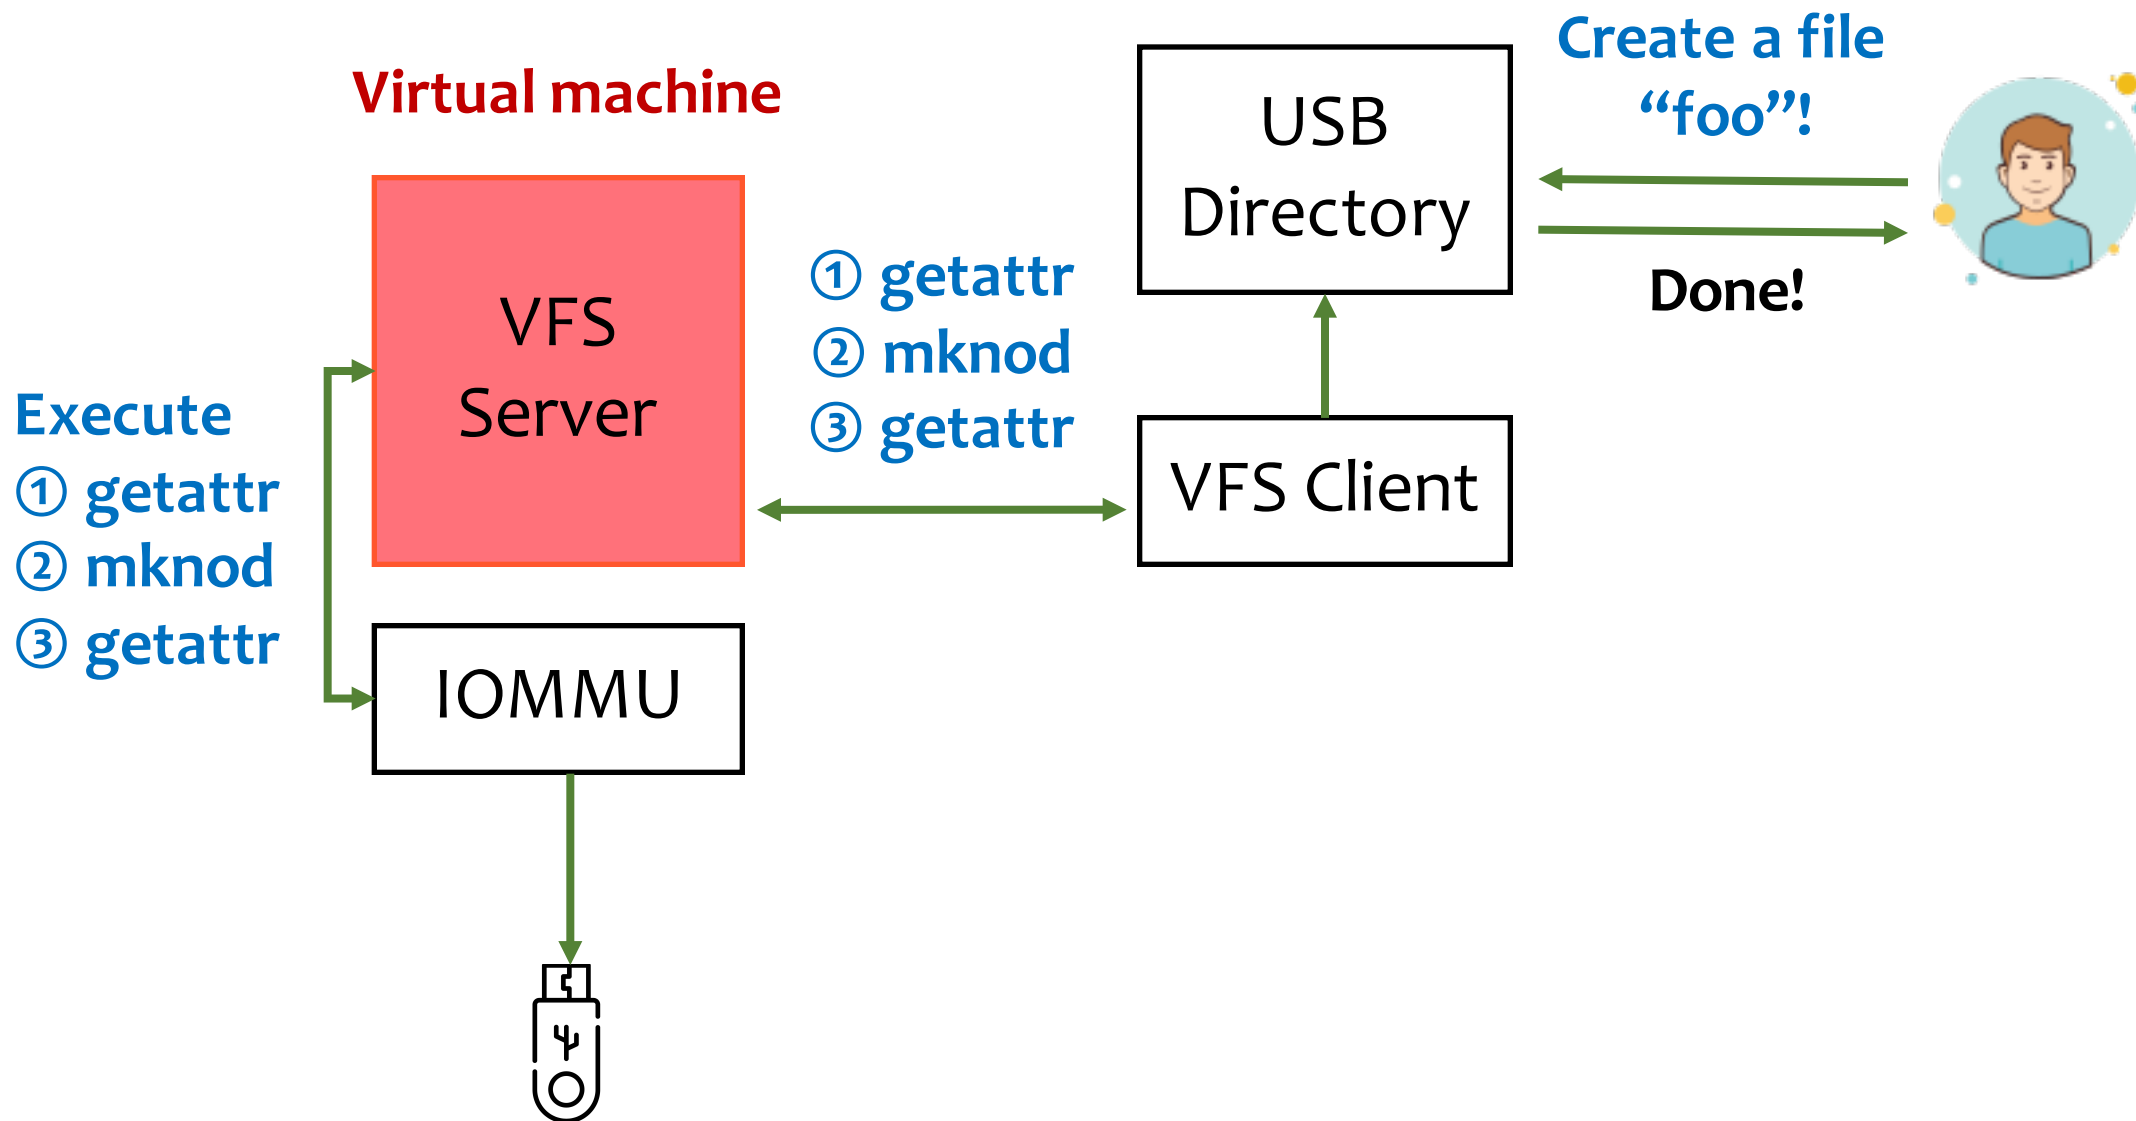 Virtual machine
VFS
Server
Execute
① getattr
② mknod
③ getattr
IOMMU
① getattr
② mknod
③ getattr
USB
Directory
VFS Client
Create a file
“foo”!
Done!